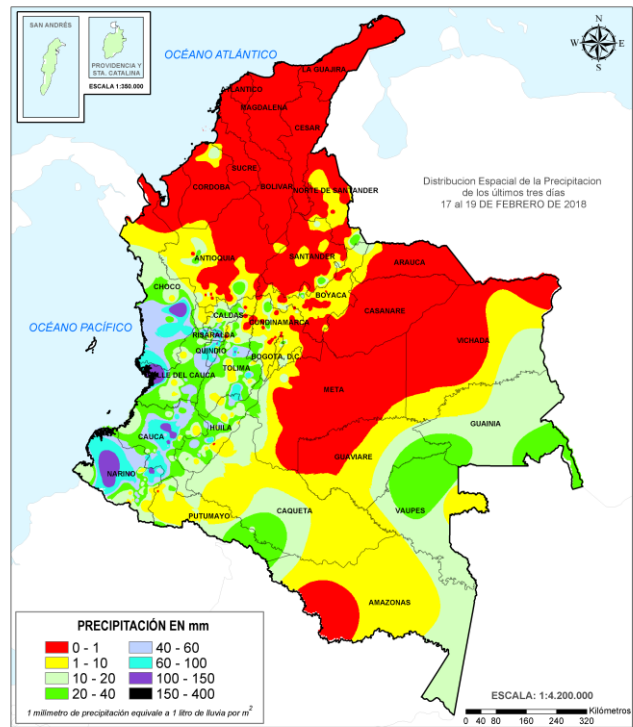 SAN ANDRÉS
PROVIDENCIA Y
STA. CATALINA
ESCALA 1:350.000
OCÉANO ATLÁNTICO
N
W
E
S
LA GUAJIRA
ATLANTICO
MAGDALENA
CESAR
SUCRE
CORDOBA
BOLIVAR
NORTE DE SANTANDER
Distribucion Espacial de la Precipitacion
de los últimos tres días
17 al 19 DE FEBRERO DE 2018
ANTIOQUIA
SANTANDER
ARAUCA
CHOCO
BOYACA
CALDAS
CASANARE
CUNDINAMARCA
OCÉANO PACÍFICO
RISARALDA
VICHADA
QUINDIO
BOGOTA, D.C.
TOLIMA
VALLE DEL CAUCA
META
GUAINIA
HUILA
CAUCA
GUAVIARE
NARIÑO
VAUPES
CAQUETA
PUTUMAYO
AMAZONAS
PRECIPITACIÓN EN mm
0 - 1
40 - 60
1 - 10
60 - 100
10 - 20
100 - 150
20 - 40
150 - 400
1 milimetro de precipitación equivale a 1 litro de lluvia por m2
ESCALA: 1:4.200.000
Kilómetros
0 40 80 160 240 320